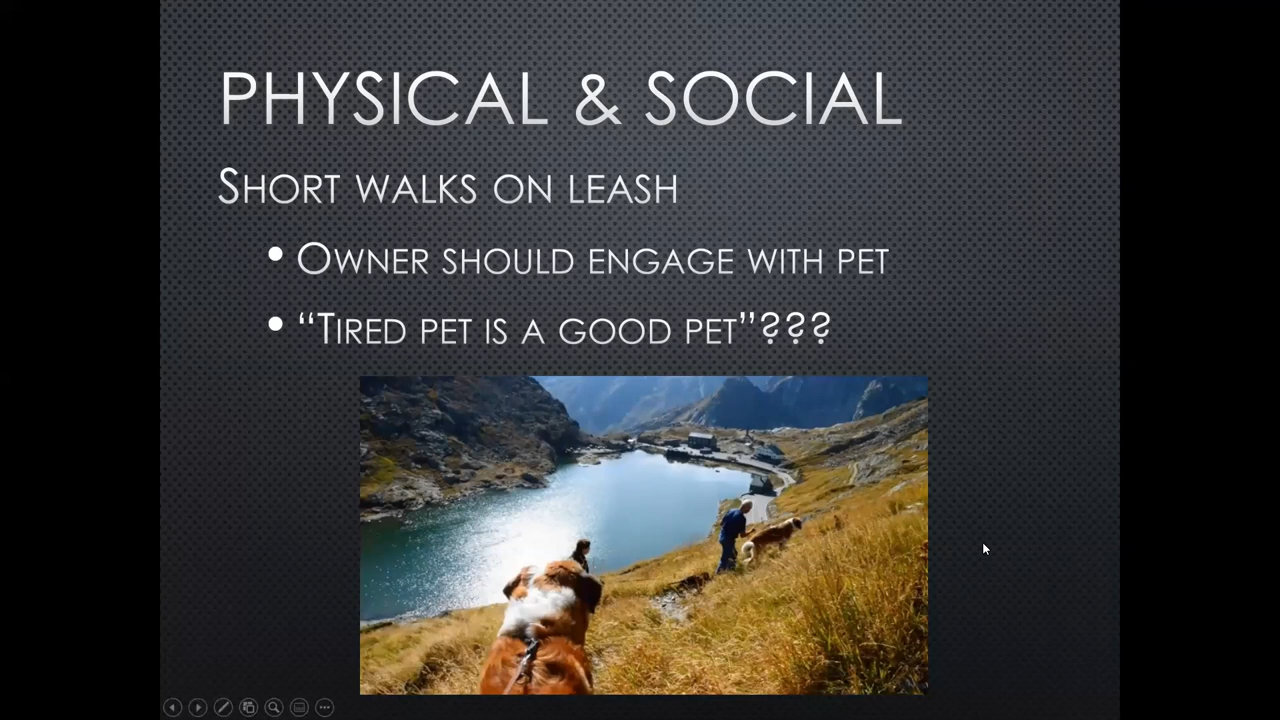 PHYSICAL & SOCIAL
SHORT WALKS ON LEASH
• OWNER SHOULD ENGAGE WITH PET
• “TIRED PET IS A GOOD PET”???